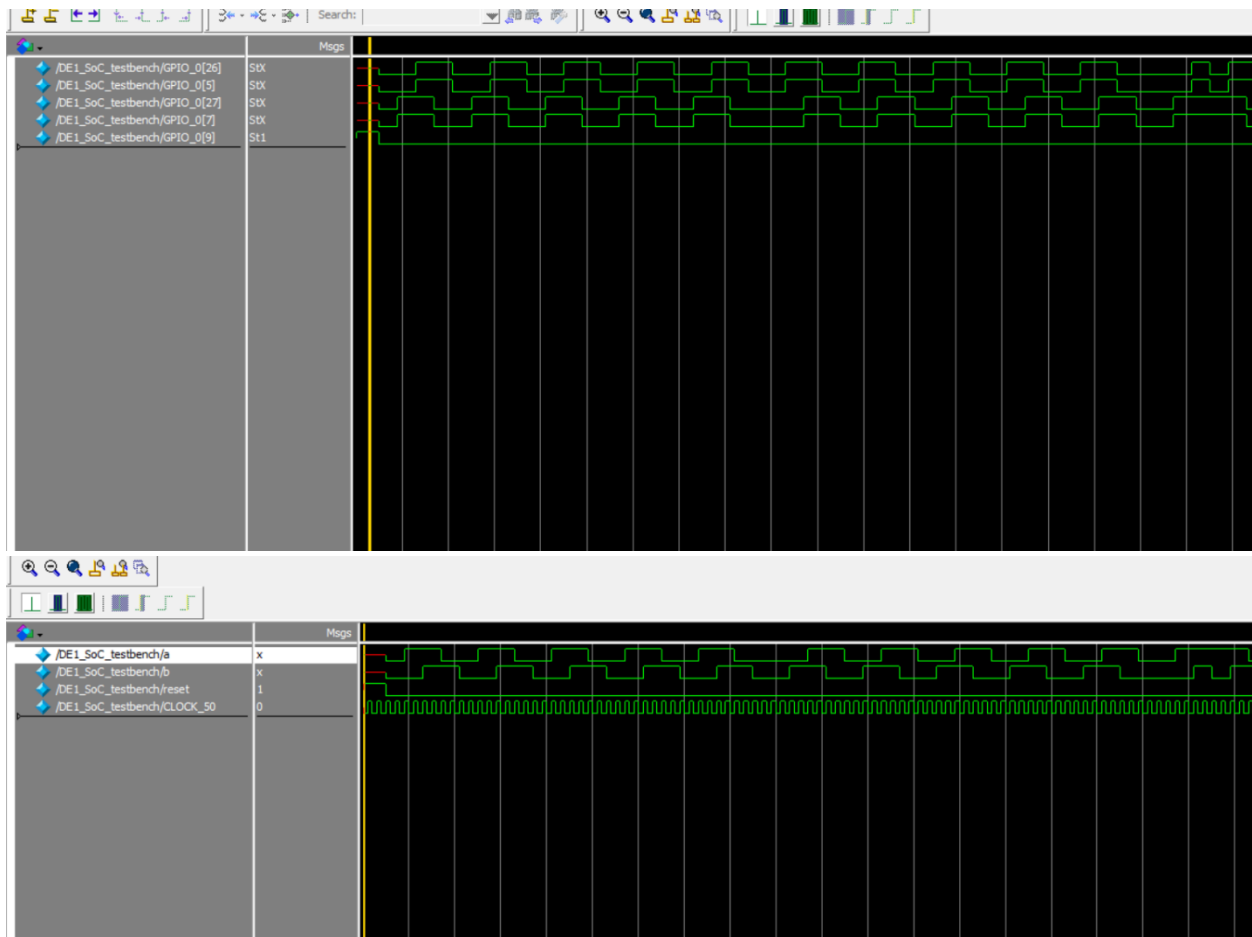 Search:
Msgs
/DE1_SoC_testbench/GPIO_0[26] StX
/DE1_SoC_testbench/GPIO_0[5] StX
/DE1_SoC_testbench/GPIO_0[27] StX
/DE1_SoC_testbench/GPIO_0[7] StX
/DE1_SoC_testbench/GPIO_0[9] St1
Msgs
/DE1_SoC_testbench/a x
/DE1_SoC_testbench/b x
/DE1_SoC_testbench/reset 1
/DE1_SoC_testbench/CLOCK_50 0